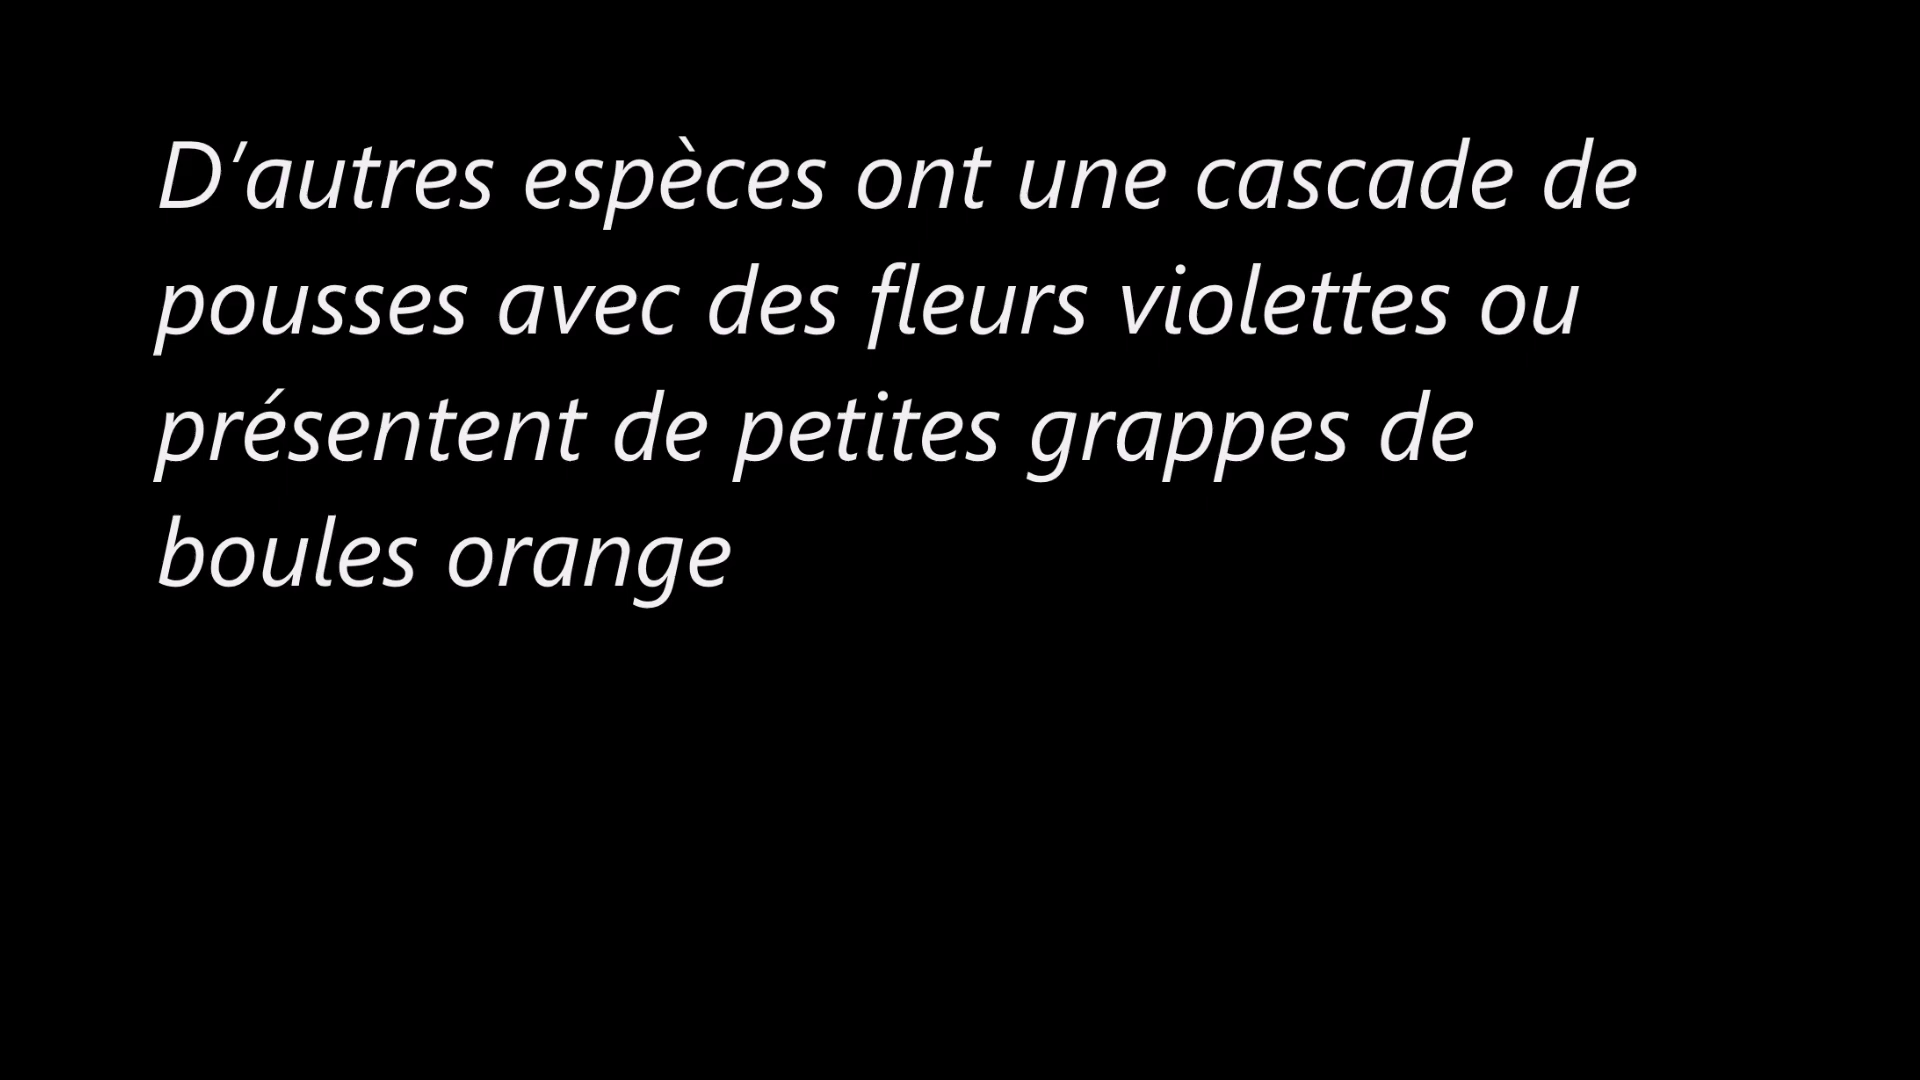 D’autres espèces ont une cascade de
pousses avec des fleurs violettes ou
présentent de petites grappes de
boules orange